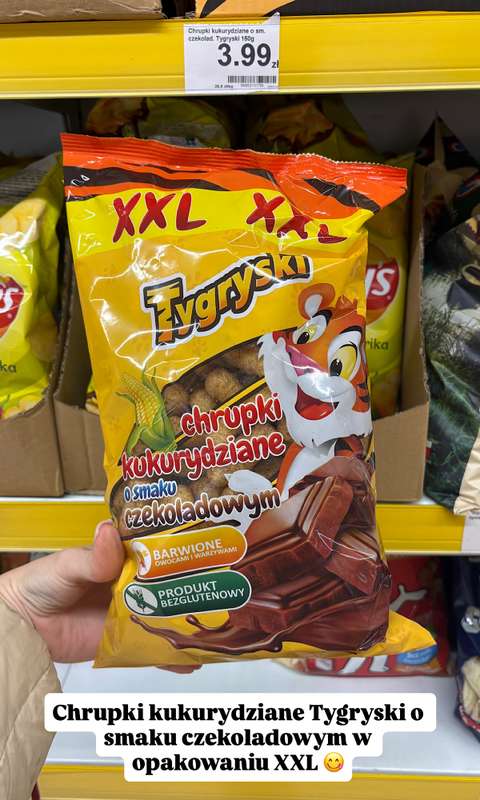 Chrupki kukurydziane o sm.
czekolad. Tygryski 150g
3.99 zł
XXL XXL
Tygryski
chrupki
kukurydziane
o smaku
czekoladowym
BARWIONE
OWOCAMI I WARZYWAMI
PRODUKT
BEZGLUTENOWY
Chrupki kukurydziane Tygryski o
smaku czekoladowym w
opakowaniu XXL 😋